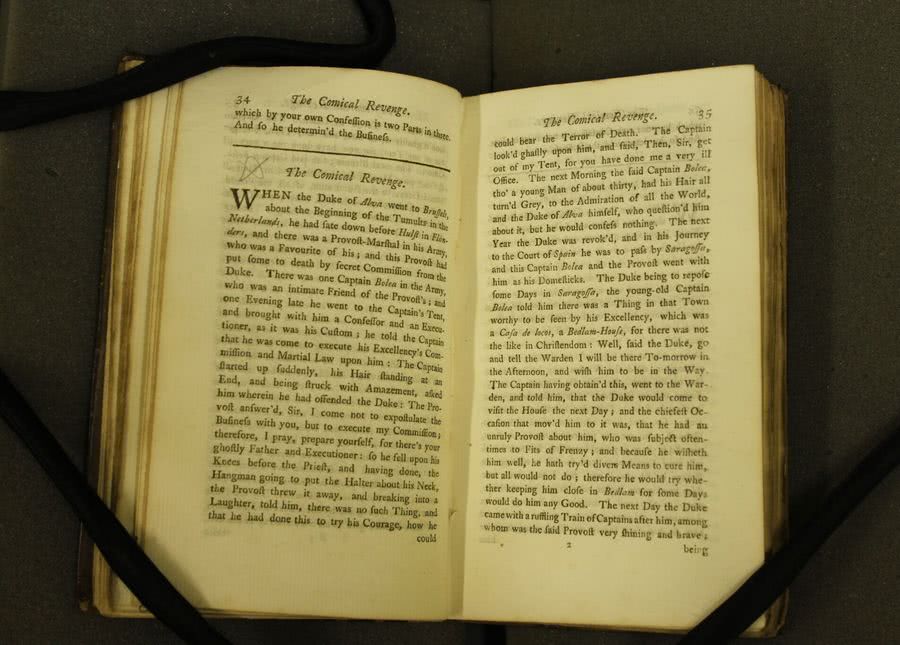 34 The Comical Revenge.
which by your own Confeſſion is two Parts in three.
And ſo he determin'd the Buſineſs.
The Comical Revenge.
WHEN the Duke of Alva went to Bruſſels,
about the Beginning of the Tumults in the
Netherlands, he had ſate down before Hulſt in Flan-
ders, and there was a Provoſt-Marſhal in his Army,
who was a Favourite of his; and this Provoſt had
put ſome to death by ſecret Commiſſion from the
Duke. There was one Captain Bolea in the Army,
who was an intimate Friend of the Provoſt's; and
one Evening late he went to the Captain's Tent,
and brought with him a Confeſſor and an Execu-
tioner, as it was his Cuſtom; he told the Captain
that he was come to execute his Excellency's Com-
miſſion and Martial Law upon him: The Captain
ſtarted up ſuddenly, his Hair ſtanding at an
End, and being ſtruck with Amazement, aſked
him wherein he had offended the Duke: The Pro-
voſt anſwer'd, Sir, I come not to expoſtulate the
Buſineſs with you, but to execute my Commiſſion;
therefore, I pray, prepare yourſelf, for there's your
ghoſtly Father and Executioner: ſo he fell upon his
Knees before the Prieſt, and having done, the
Hangman going to put the Halter about his Neck,
the Provoſt threw it away, and breaking into a
Laughter, told him, there was no ſuch Thing, and
that he had done this to try his Courage, how he
could
The Comical Revenge. 35
could bear the Terror of Death. The Captain
look'd ghaſtly upon him, and ſaid, Then, Sir, get
out of my Tent, for you have done me a very ill
Office. The next Morning the ſaid Captain Bolea,
tho' a young Man of about thirty, had his Hair all
turn'd Grey, to the Admiration of all the World,
and the Duke of Alva himſelf, who queſtion'd him
about it, but he would confeſs nothing. The next
Year the Duke was revok'd, and in his Journey
to the Court of Spain he was to paſs by Saragoſſa,
and this Captain Bolea and the Provoſt went with
him as his Domeſticks. The Duke being to repoſe
ſome Days in Saragoſſa, the young-old Captain
Bolea told him there was a Thing in that Town
worthy to be ſeen by his Excellency, which was
a Caſa de locos, a Bedlam-Houſe, for there was not
the like in Chriſtendom: Well, ſaid the Duke, go
and tell the Warden I will be there To-morrow in
the Afternoon, and wiſh him to be in the Way.
The Captain having obtain'd this, went to the War-
den, and told him, that the Duke would come to
viſit the Houſe the next Day; and the chiefeſt Oc-
caſion that mov'd him to it was, that he had an
unruly Provoſt about him, who was ſubject often-
times to Fits of Frenzy; and becauſe he wiſheth
him well, he hath try'd divers Means to cure him,
but all would not do; therefore he would try whe-
ther keeping him cloſe in Bedlam for ſome Days
would do him any Good. The next Day the Duke
came with a ruffling Train of Captains after him, among
whom was the ſaid Provoſt very ſhining and brave;
2 being